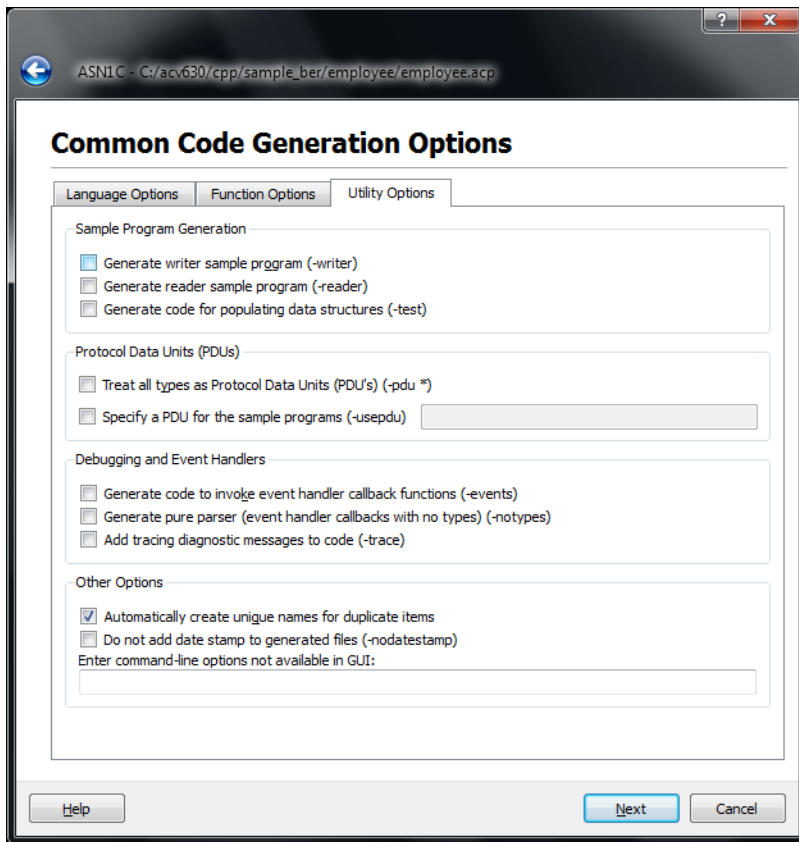 ?
ASN1C - C:/acv630/cpp/sample_ber/employee/employee.acp
Common Code Generation Options
Language Options Function Options Utility Options
Sample Program Generation
Generate writer sample program (-writer)
Generate reader sample program (-reader)
Generate code for populating data structures (-test)
Protocol Data Units (PDUs)
Treat all types as Protocol Data Units (PDU's) (-pdu *)
Specify a PDU for the sample programs (-usepdu)
Debugging and Event Handlers
Generate code to invoke event handler callback functions (-events)
Generate pure parser (event handler callbacks with no types) (-notypes)
Add tracing diagnostic messages to code (-trace)
Other Options
Automatically create unique names for duplicate items
Do not add date stamp to generated files (-nodatestamp)
Enter command-line options not available in GUI:
Help Next Cancel